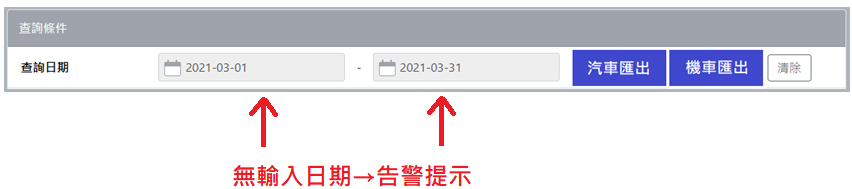 查詢條件
查詢日期 2021-03-01 - 2021-03-31 汽車匯出 機車匯出 清除
無輸入日期→告警提示